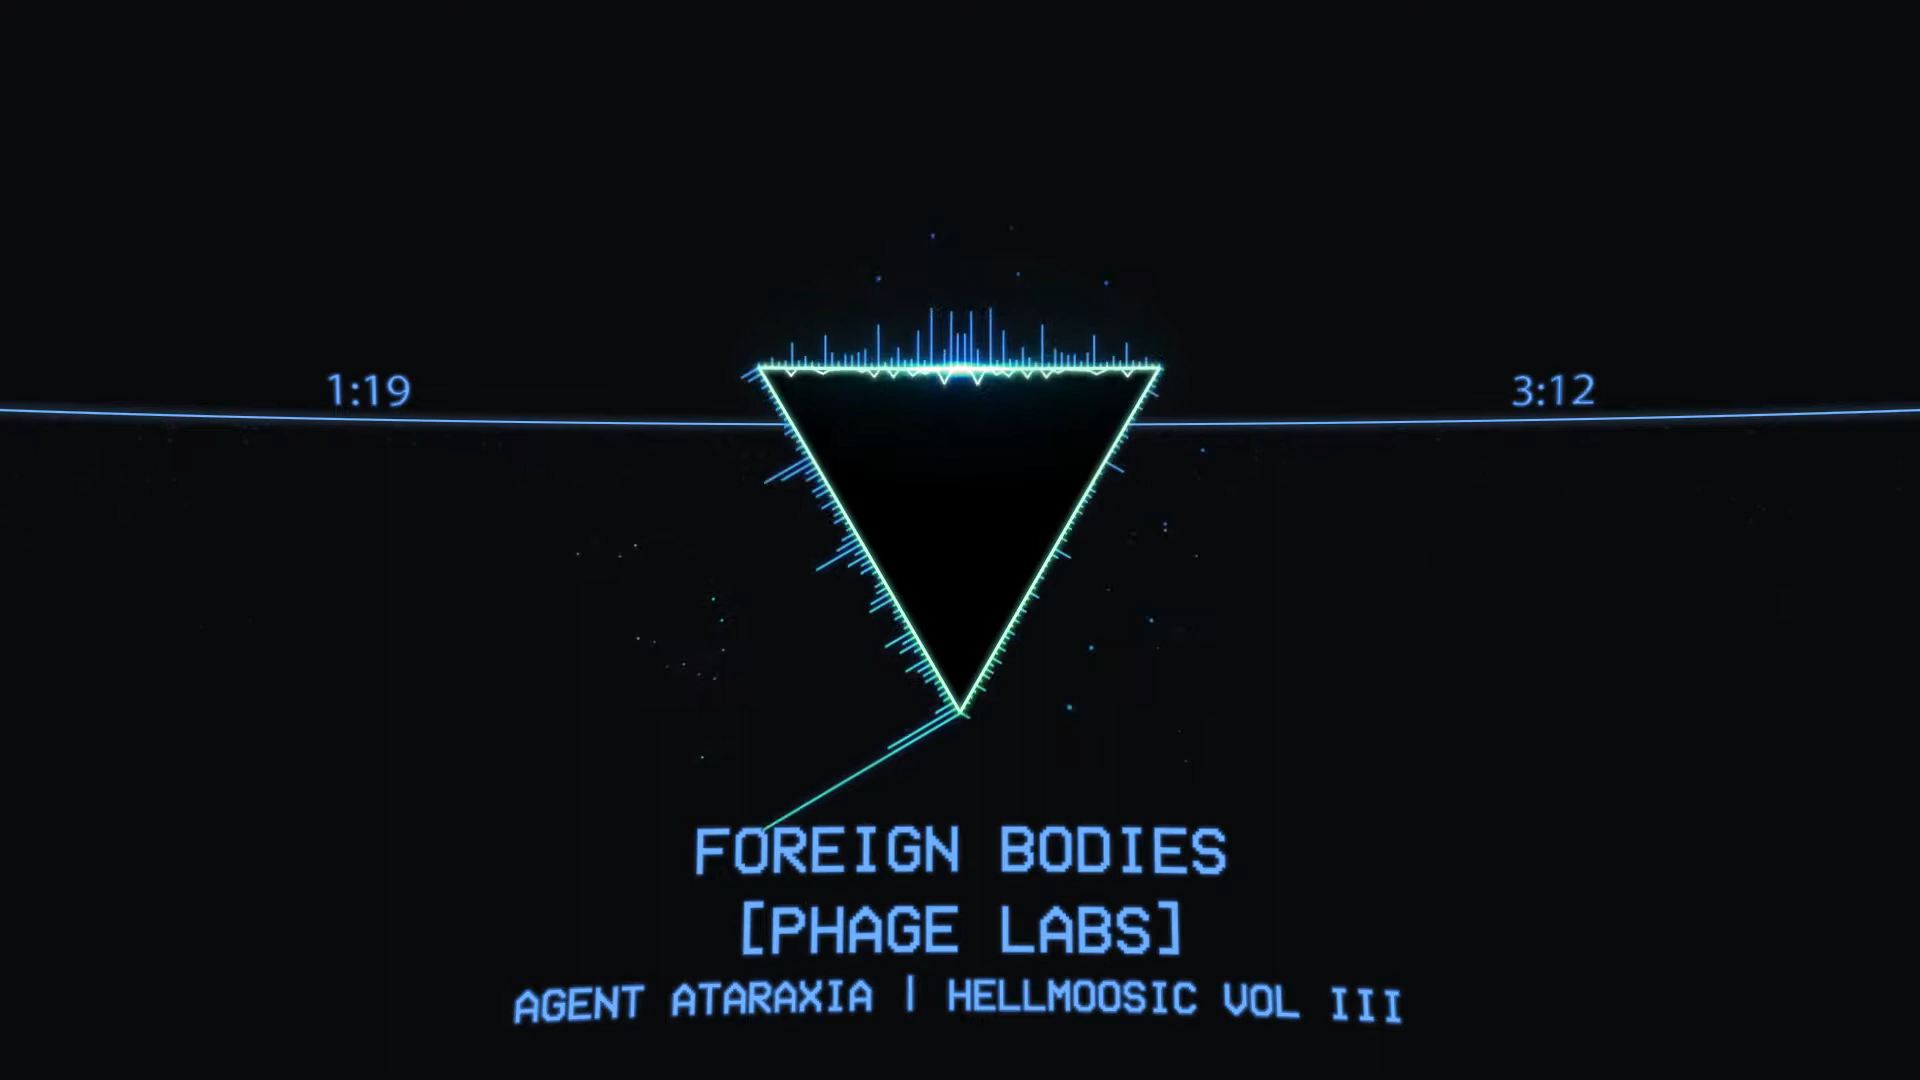 1:19
3:12
FOREIGN BODIES
[PHAGE LABS]
AGENT ATARAXIA | HELLMOOSIC VOL III